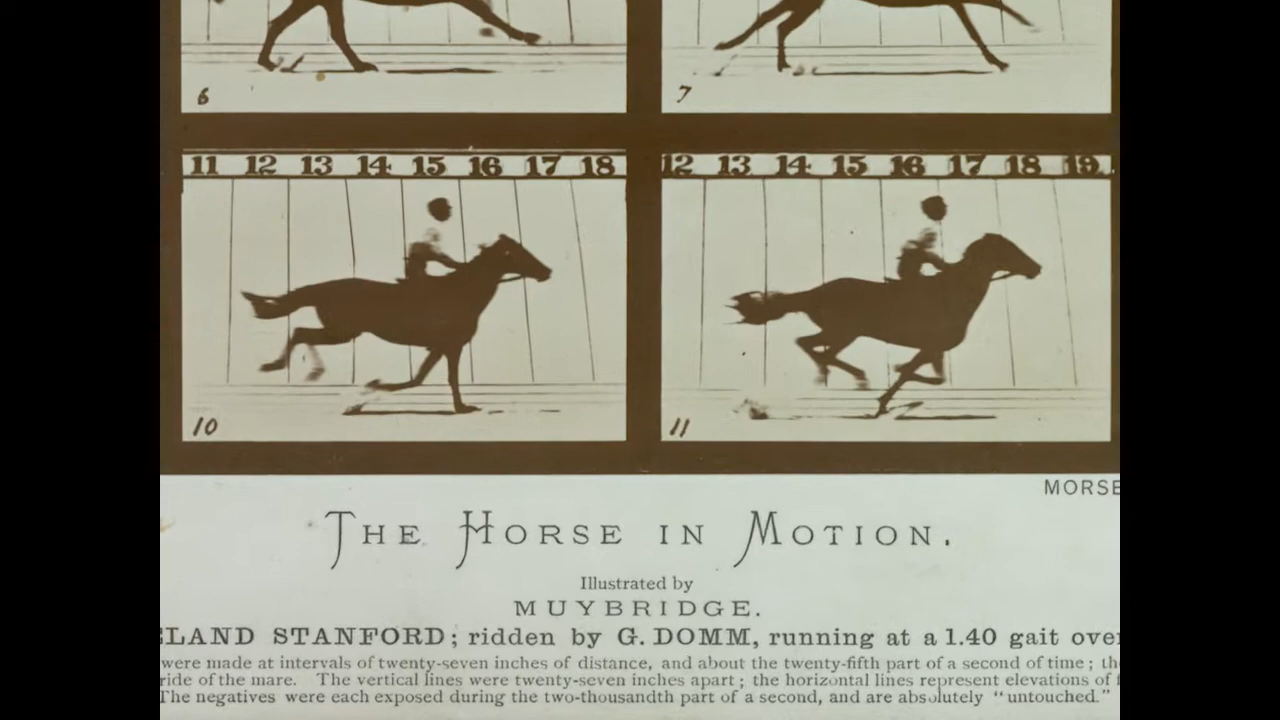 6
7
11 12 13 14 15 16 17 18
12 13 14 15 16 17 18 19
10
11
MORSE
THE HORSE IN MOTION.
Illustrated by
MUYBRIDGE.
LAND STANFORD; ridden by G. DOMM, running at a 1.40 gait over
were made at intervals of twenty-seven inches of distance, and about the twenty-fifth part of a second of time; th
ride of the mare. The vertical lines were twenty-seven inches apart; the horizontal lines represent elevations of
The negatives were each exposed during the two-thousandth part of a second, and are absolutely "untouched."